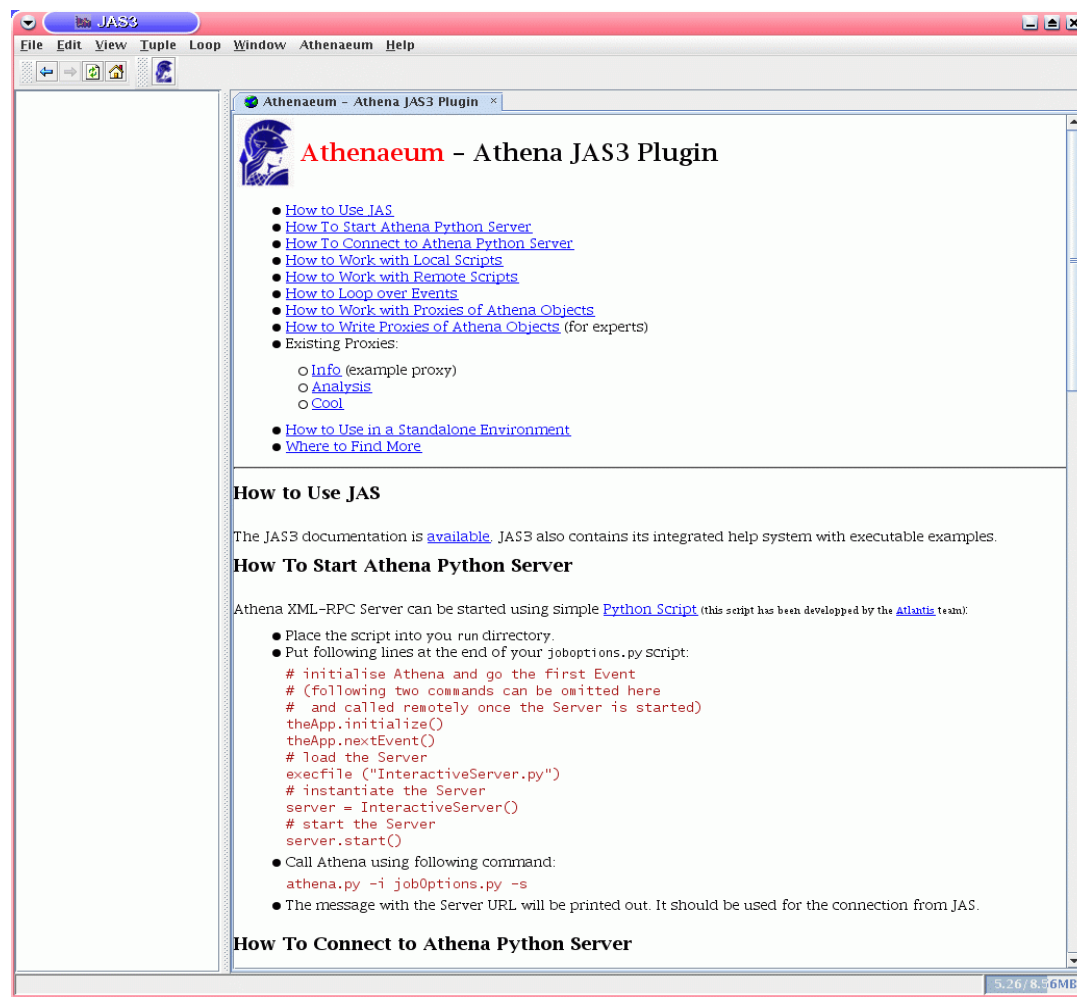 JAS3
File Edit View Tuple Loop Window Athenaeum Help
Athenaeum - Athena JAS3 Plugin ×
Athenaeum - Athena JAS3 Plugin
How to Use JAS
How To Start Athena Python Server
How To Connect to Athena Python Server
How to Work with Local Scripts
How to Work with Remote Scripts
How to Loop over Events
How to Work with Proxies of Athena Objects
How to Write Proxies of Athena Objects (for experts)
Existing Proxies:
Info (example proxy)
Analysis
Cool
How to Use in a Standalone Environment
Where to Find More
How to Use JAS
The JAS3 documentation is available. JAS3 also contains its integrated help system with executable examples.
How To Start Athena Python Server
Athena XML-RPC Server can be started using simple Python Script (this script has been developped by the Atlantis team):
Place the script into you run dirrectory.
Put following lines at the end of your joboptions.py script:
# initialise Athena and go the first Event
# (following two commands can be omitted here
#  and called remotely once the Server is started)
theApp.initialize()
theApp.nextEvent()
# load the Server
execfile ("InteractiveServer.py")
# instantiate the Server
server = InteractiveServer()
# start the Server
server.start()
Call Athena using following command:
athena.py -i jobOptions.py -s
The message with the Server URL will be printed out. It should be used for the connection from JAS.
How To Connect to Athena Python Server
5.26/8.56MB